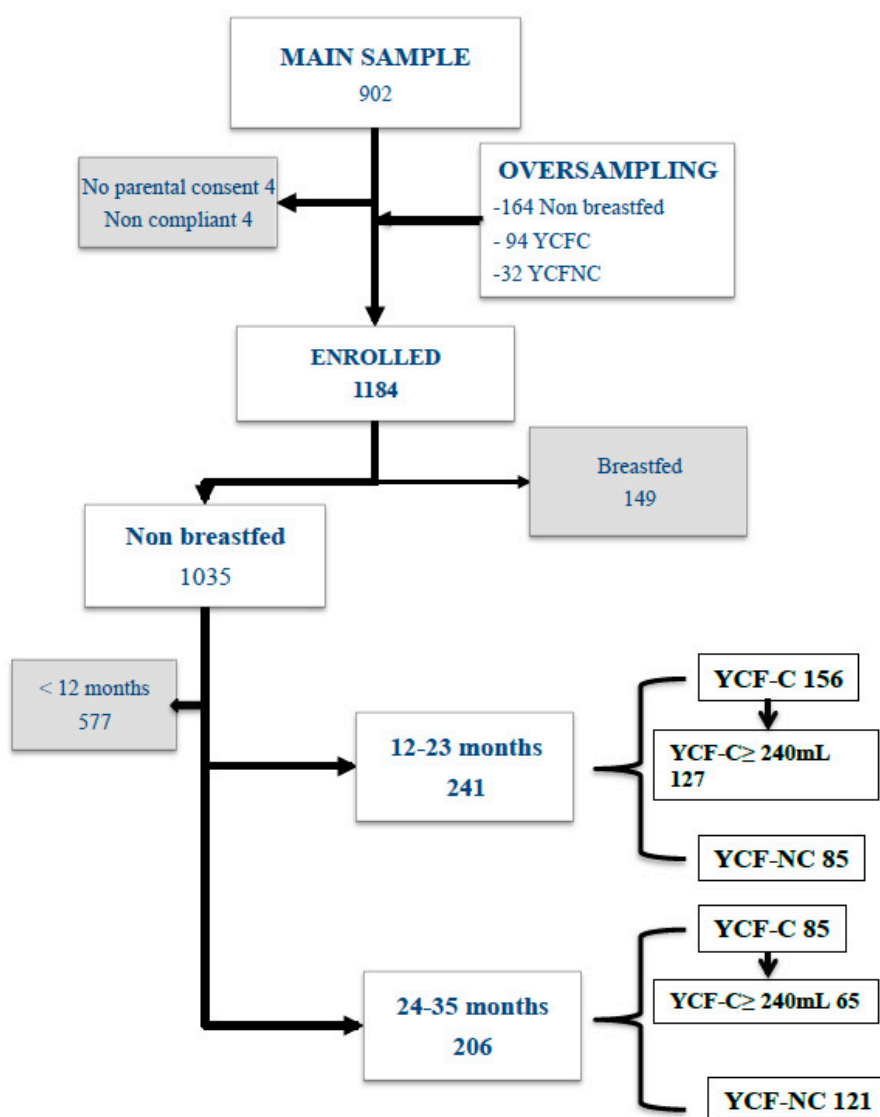 MAIN SAMPLE
902
No parental consent 4
Non compliant 4
OVERSAMPLING
-164 Non breastfed
- 94 YCFC
-32 YCFNC
ENROLLED
1184
Breastfed
149
Non breastfed
1035
< 12 months
577
12-23 months
241
YCF-C 156
YCF-C≥ 240mL
127
YCF-NC 85
24-35 months
206
YCF-C 85
YCF-C≥ 240mL 65
YCF-NC 121